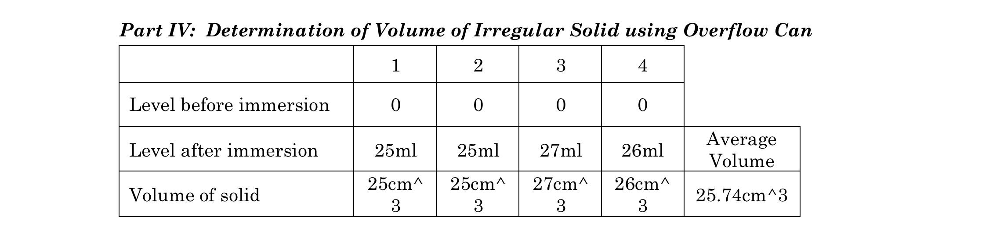 Part IV: Determination of Volume of Irregular Solid using Overflow Can
1 2 3 4
Level before immersion 0 0 0 0
Level after immersion 25ml 25ml 27ml 26ml Average
Volume
Volume of solid 25cm^
3 25cm^
3 27cm^
3 26cm^
3 25.74cm^3